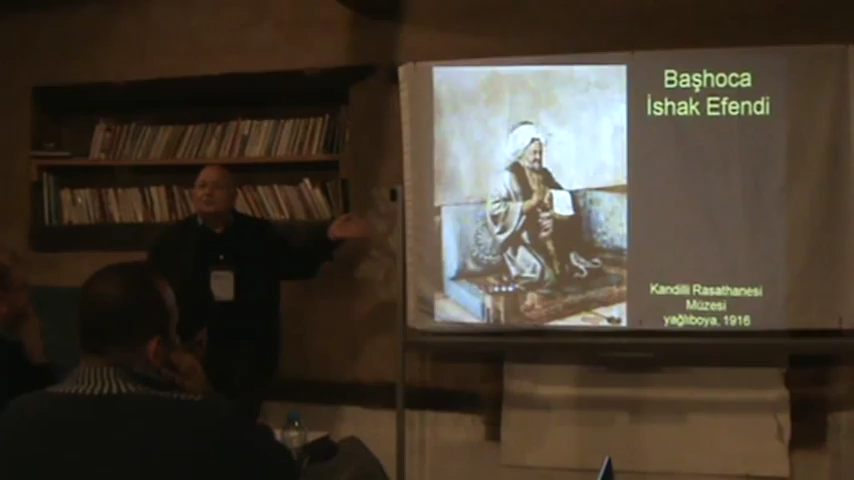 Başhoca
İshak Efendi
Kandilli Rasathanesi
Müzesi
yağlıboya, 1916